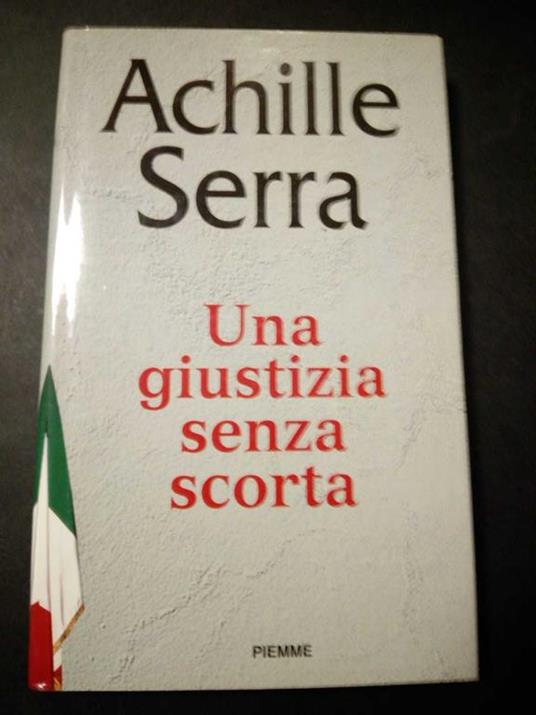 Achille
Serra
Una
giustizia
senza
scorta
PIEMME